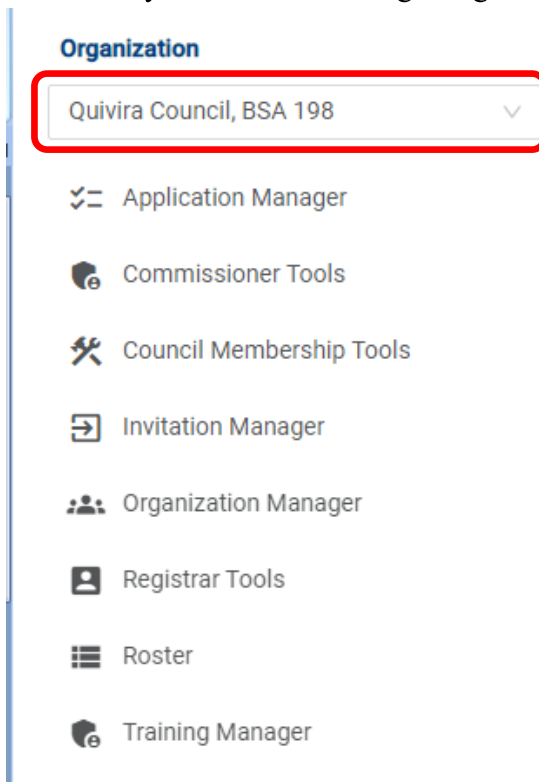 Organization
Quivira Council, BSA 198
Application Manager
Commissioner Tools
Council Membership Tools
Invitation Manager
Organization Manager
Registrar Tools
Roster
Training Manager